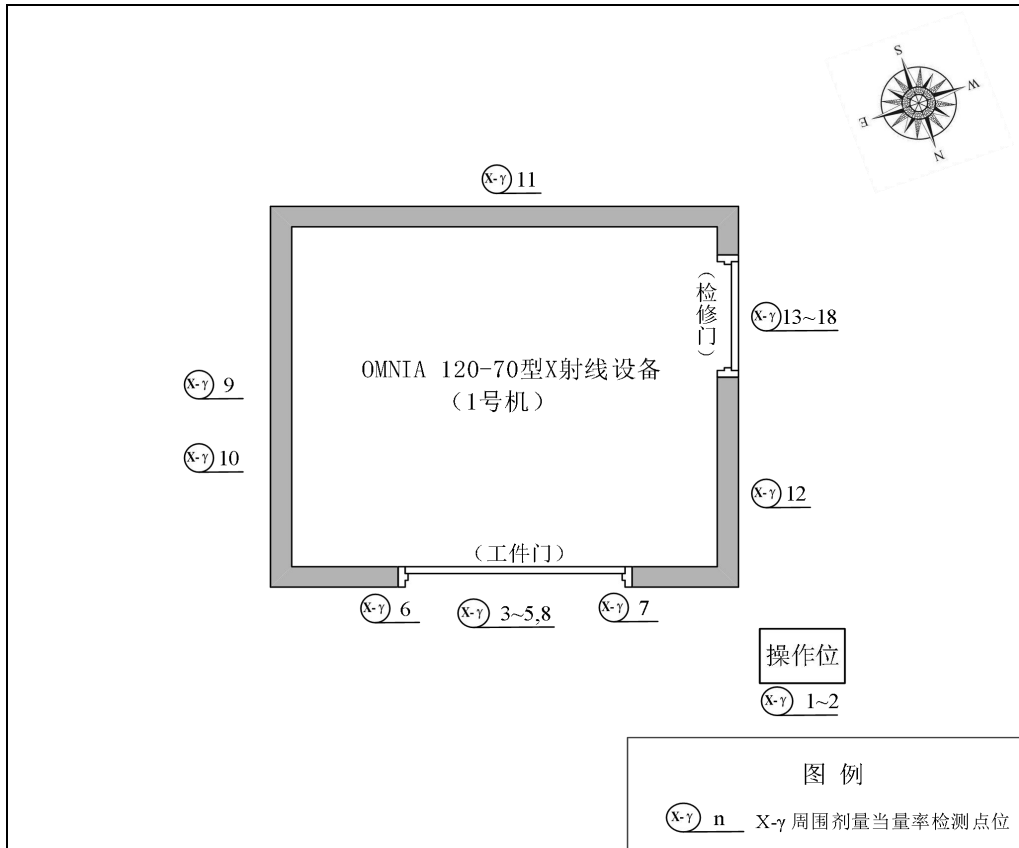 S
W
E
N
X-γ 11
（检修门）
X-γ 13~18
OMNIA 120-70型X射线设备
（1号机）
X-γ 9
X-γ 10
X-γ 12
（工件门）
X-γ 6
X-γ 3~5,8
X-γ 7
操作位
X-γ 1~2
图 例
X-γ n X-γ 周围剂量当量率检测点位